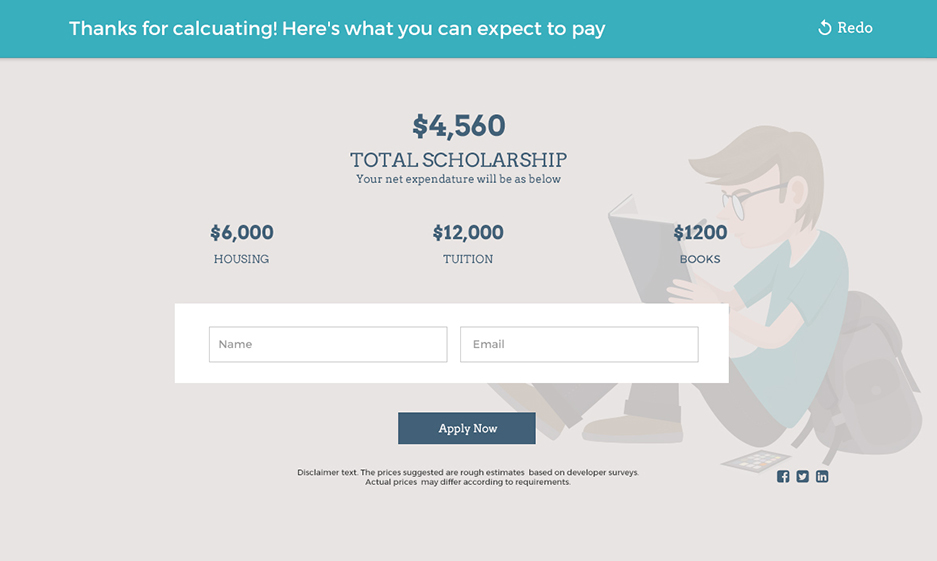 Thanks for calcuating! Here's what you can expect to pay
Redo
$4,560
TOTAL SCHOLARSHIP
Your net expendature will be as below
$6,000
HOUSING
$12,000
TUITION
$1200
BOOKS
Name
Email
Apply Now
Disclaimer text. The prices suggested are rough estimates based on developer surveys.
Actual prices may differ according to requirements.